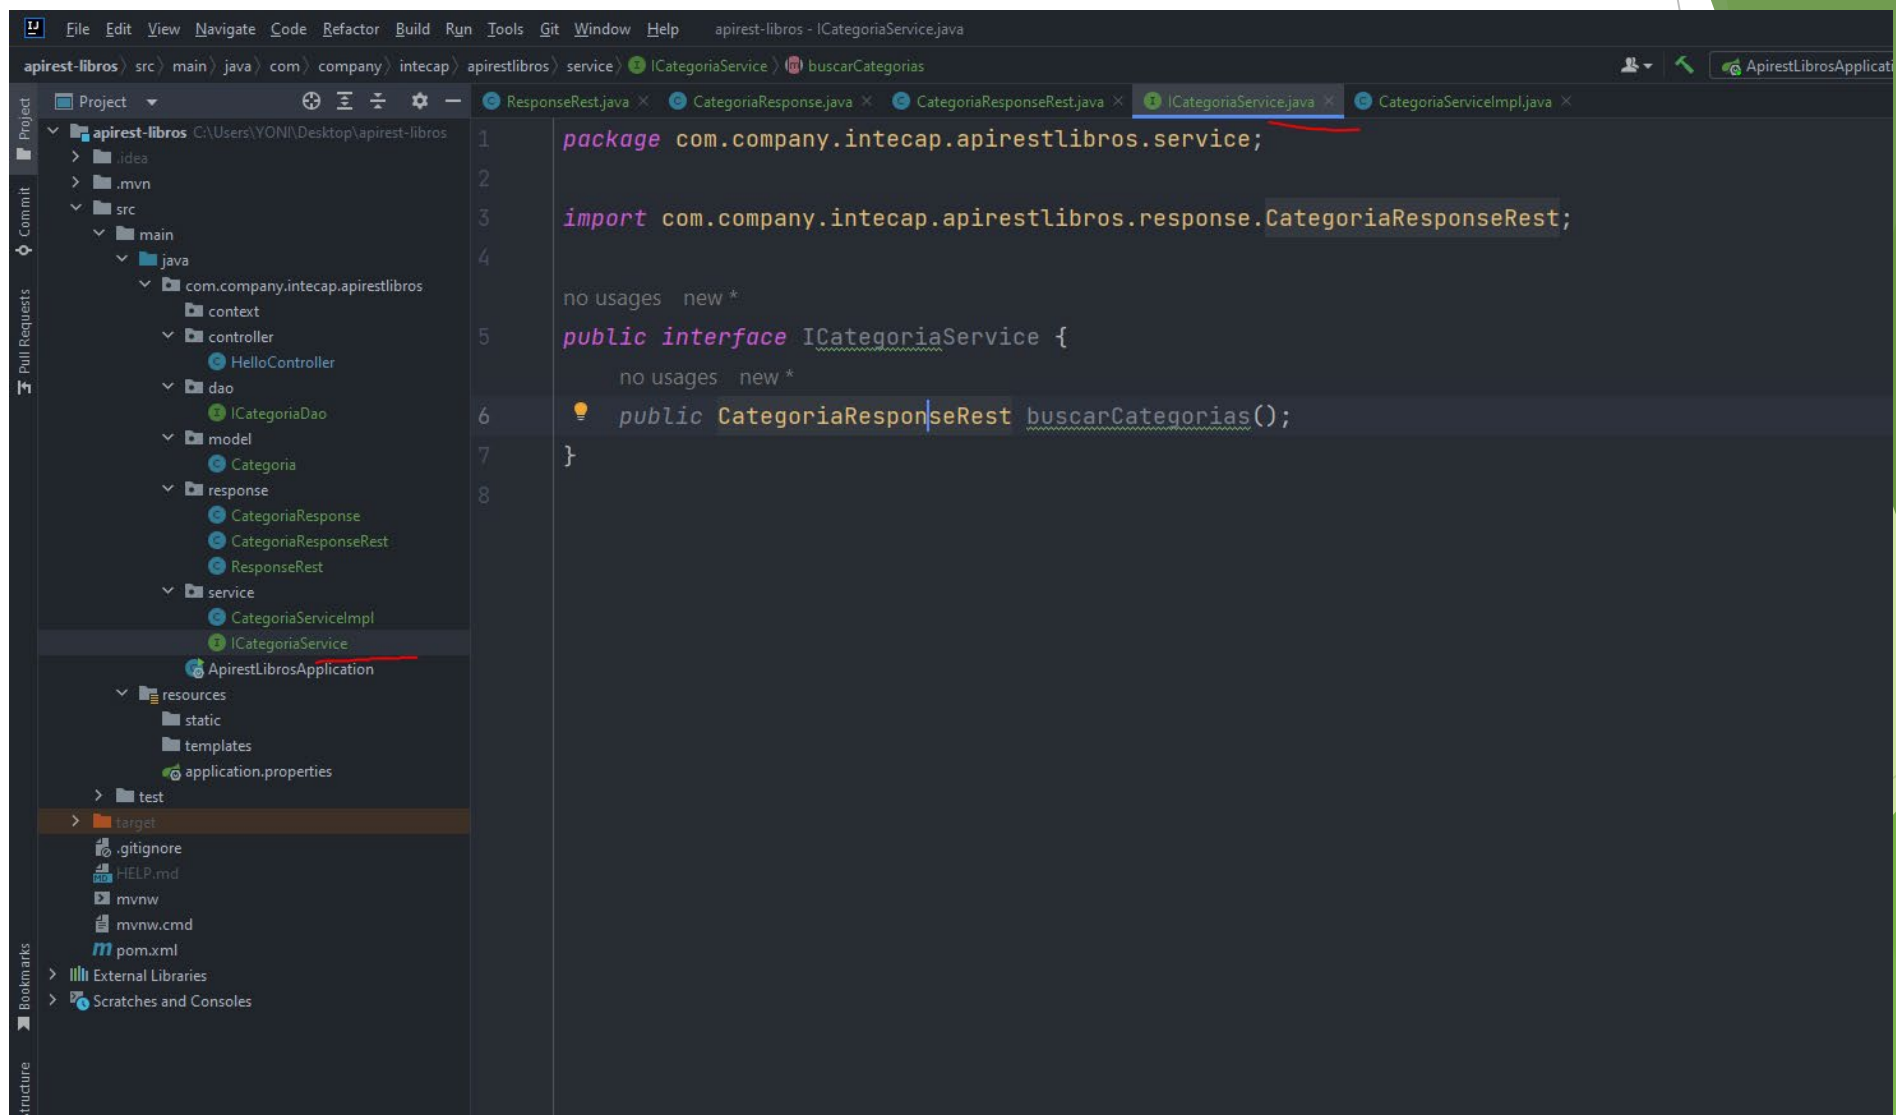 IJ File Edit View Navigate Code Refactor Build Run Tools Git Window Help apirest-libros - ICategoriaService.java
apirest-libros src main java com company intecap apirestlibros service I ICategoriaService m buscarCategorias ApirestLibrosApplicati
Project
ResponseRest.java CategoriaResponse.java CategoriaResponseRest.java ICategoriaService.java CategoriaServiceImpl.java
Project
Commit
Pull Requests
Bookmarks
tructure
apirest-libros C:\Users\YONI\Desktop\apirest-libros
.idea
.mvn
src
main
java
com.company.intecap.apirestlibros
context
controller
HelloController
dao
ICategoriaDao
model
Categoria
response
CategoriaResponse
CategoriaResponseRest
ResponseRest
service
CategoriaServiceImpl
ICategoriaService
ApirestLibrosApplication
resources
static
templates
application.properties
test
target
.gitignore
HELP.md
mvnw
mvnw.cmd
pom.xml
External Libraries
Scratches and Consoles
1 package com.company.intecap.apirestlibros.service;
2
3 import com.company.intecap.apirestlibros.response.CategoriaResponseRest;
4
no usages new *
5 public interface ICategoriaService {
no usages new *
6 public CategoriaResponseRest buscarCategorias();
7 }
8